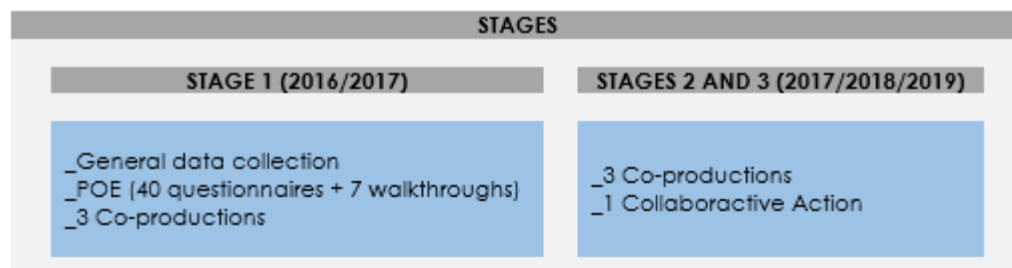 STAGES
STAGE 1 (2016/2017)
_General data collection
_POE (40 questionnaires + 7 walkthroughs)
_3 Co-productions
STAGES 2 AND 3 (2017/2018/2019)
_3 Co-productions
_1 Collaboractive Action